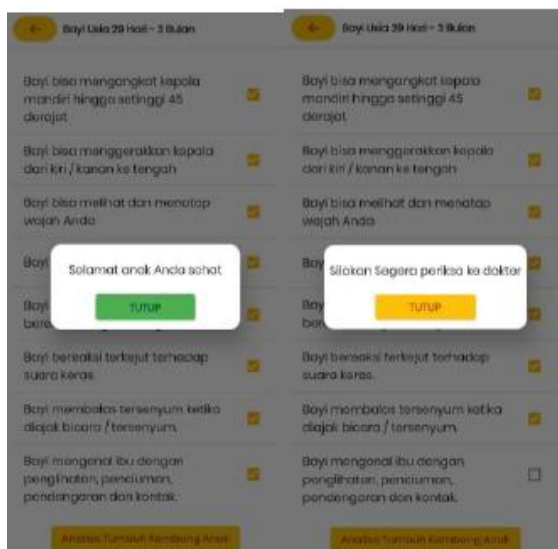 Bayi Usia 29 Hari - 3 Bulan
Bayi bisa mengangkat kepala
mandiri hingga setinggi 45
derajat
Bayi bisa menggerakkan kepala
dari kiri / kanan ke tengah
Bayi bisa melihat dan menatap
wajah Anda
Bayi
Selamat anak Anda sehat
TUTUP
Bayi
Bayi bereaksi terkejut terhadap
suara keras.
Bayi membalas tersenyum ketika
diajak bicara / tersenyum.
Bayi mengenal ibu dengan
penglihatan, penciuman,
pendengaran dan kontak.
Analisa Tumbuh Kembang Anak
Bayi Usia 29 Hari - 3 Bulan
Bayi bisa mengangkat kepala
mandiri hingga setinggi 45
derajat
Bayi bisa menggerakkan kepala
dari kiri / kanan ke tengah
Bayi bisa melihat dan menatap
wajah Anda
Bay
Silakan Segera periksa ke dokter
TUTUP
Bay
Bayi bereaksi terkejut terhadap
suara keras.
Bayi membalas tersenyum ketika
diajak bicara / tersenyum.
Bayi mengenal ibu dengan
penglihatan, penciuman,
pendengaran dan kontak.
Analisa Tumbuh Kembang Anak